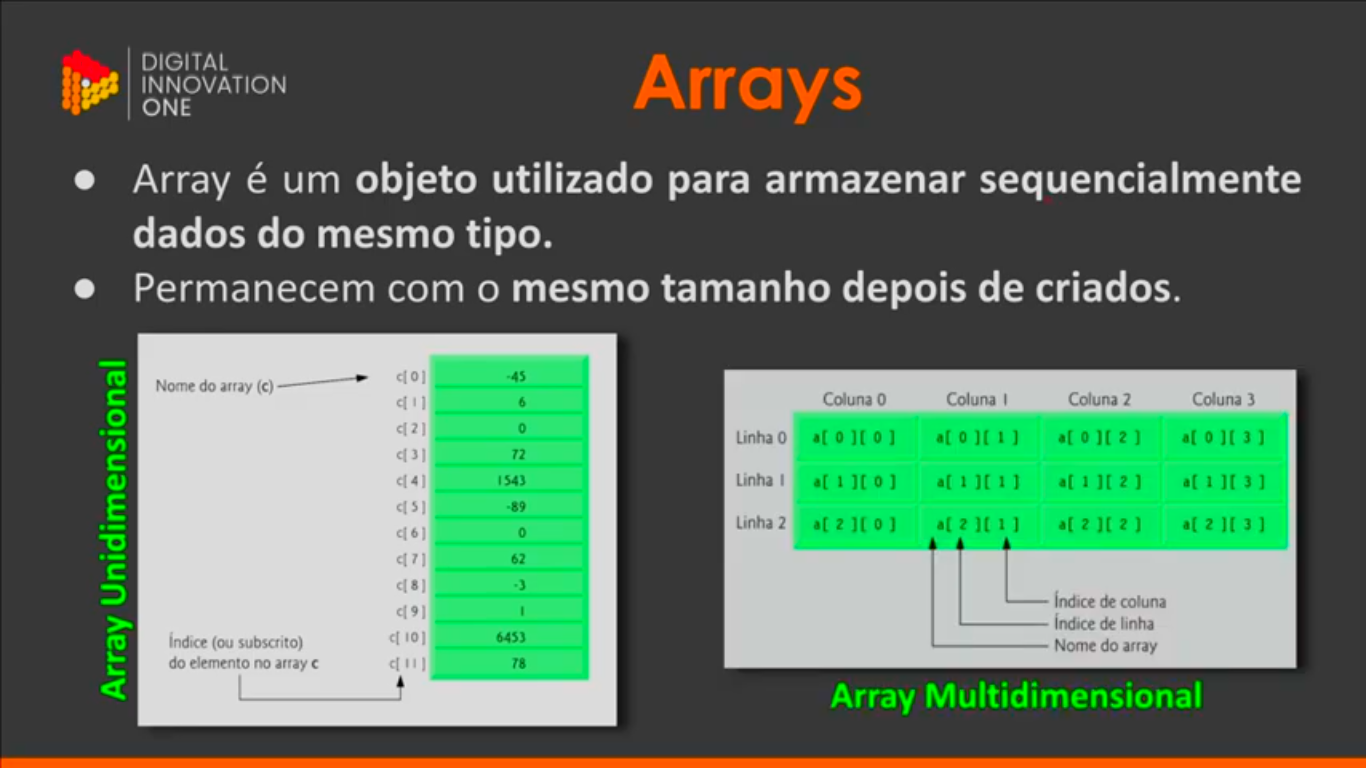 DIGITAL
INNOVATION
ONE
Arrays
● Array é um objeto utilizado para armazenar sequencialmente
dados do mesmo tipo.
● Permanecem com o mesmo tamanho depois de criados.
Array Unidimensional
Nome do array (c)
c[ 0 ] -45
c[ 1 ] 6
c[ 2 ] 0
c[ 3 ] 72
c[ 4 ] 1543
c[ 5 ] -89
c[ 6 ] 0
c[ 7 ] 62
c[ 8 ] -3
c[ 9 ] 1
c[ 10 ] 6453
c[ 11 ] 78
Índice (ou subscrito)
do elemento no array c
Coluna 0 Coluna 1 Coluna 2 Coluna 3
Linha 0 a[ 0 ][ 0 ] a[ 0 ][ 1 ] a[ 0 ][ 2 ] a[ 0 ][ 3 ]
Linha 1 a[ 1 ][ 0 ] a[ 1 ][ 1 ] a[ 1 ][ 2 ] a[ 1 ][ 3 ]
Linha 2 a[ 2 ][ 0 ] a[ 2 ][ 1 ] a[ 2 ][ 2 ] a[ 2 ][ 3 ]
Índice de coluna
Índice de linha
Nome do array
Array Multidimensional